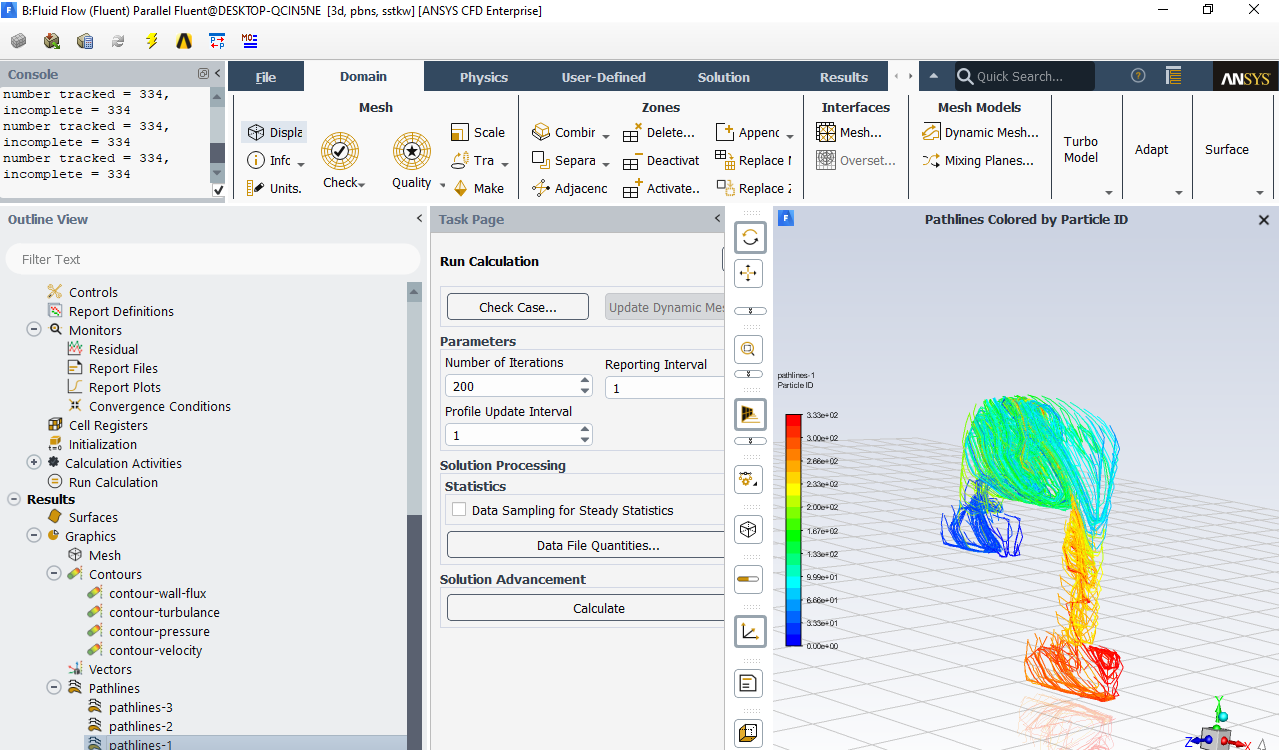 B:Fluid Flow (Fluent) Parallel Fluent@DESKTOP-QCIN5NE [3d, pbns, sstkw] [ANSYS CFD Enterprise]
Console
number tracked = 334,
incomplete = 334
number tracked = 334,
incomplete = 334
number tracked = 334,
incomplete = 334
File
Domain
Physics
User-Defined
Solution
Results
Quick Search...
ANSYS
Mesh
Displa
Info
Units.
Check
Quality
Scale
Tra
Make
Zones
Combin
Separa
Adjacenc
Delete...
Deactivat
Activate..
Append
Replace M
Replace Z
Interfaces
Mesh...
Overset...
Mesh Models
Dynamic Mesh...
Mixing Planes...
Turbo
Model
Adapt
Surface
Outline View
Filter Text
Controls
Report Definitions
Monitors
Residual
Report Files
Report Plots
Convergence Conditions
Cell Registers
Initialization
Calculation Activities
Run Calculation
Results
Surfaces
Graphics
Mesh
Contours
contour-wall-flux
contour-turbulance
contour-pressure
contour-velocity
Vectors
Pathlines
pathlines-3
pathlines-2
pathlines-1
Task Page
Run Calculation
Check Case...
Update Dynamic Mes
Parameters
Number of Iterations
Reporting Interval
200
1
Profile Update Interval
1
Solution Processing
Statistics
Data Sampling for Steady Statistics
Data File Quantities...
Solution Advancement
Calculate
Pathlines Colored by Particle ID
pathlines-1
Particle ID
3.33e+02
3.00e+02
2.66e+02
2.33e+02
2.00e+02
1.67e+02
1.33e+02
9.99e+01
6.66e+01
3.33e+01
0.00e+00
Y
Z
X